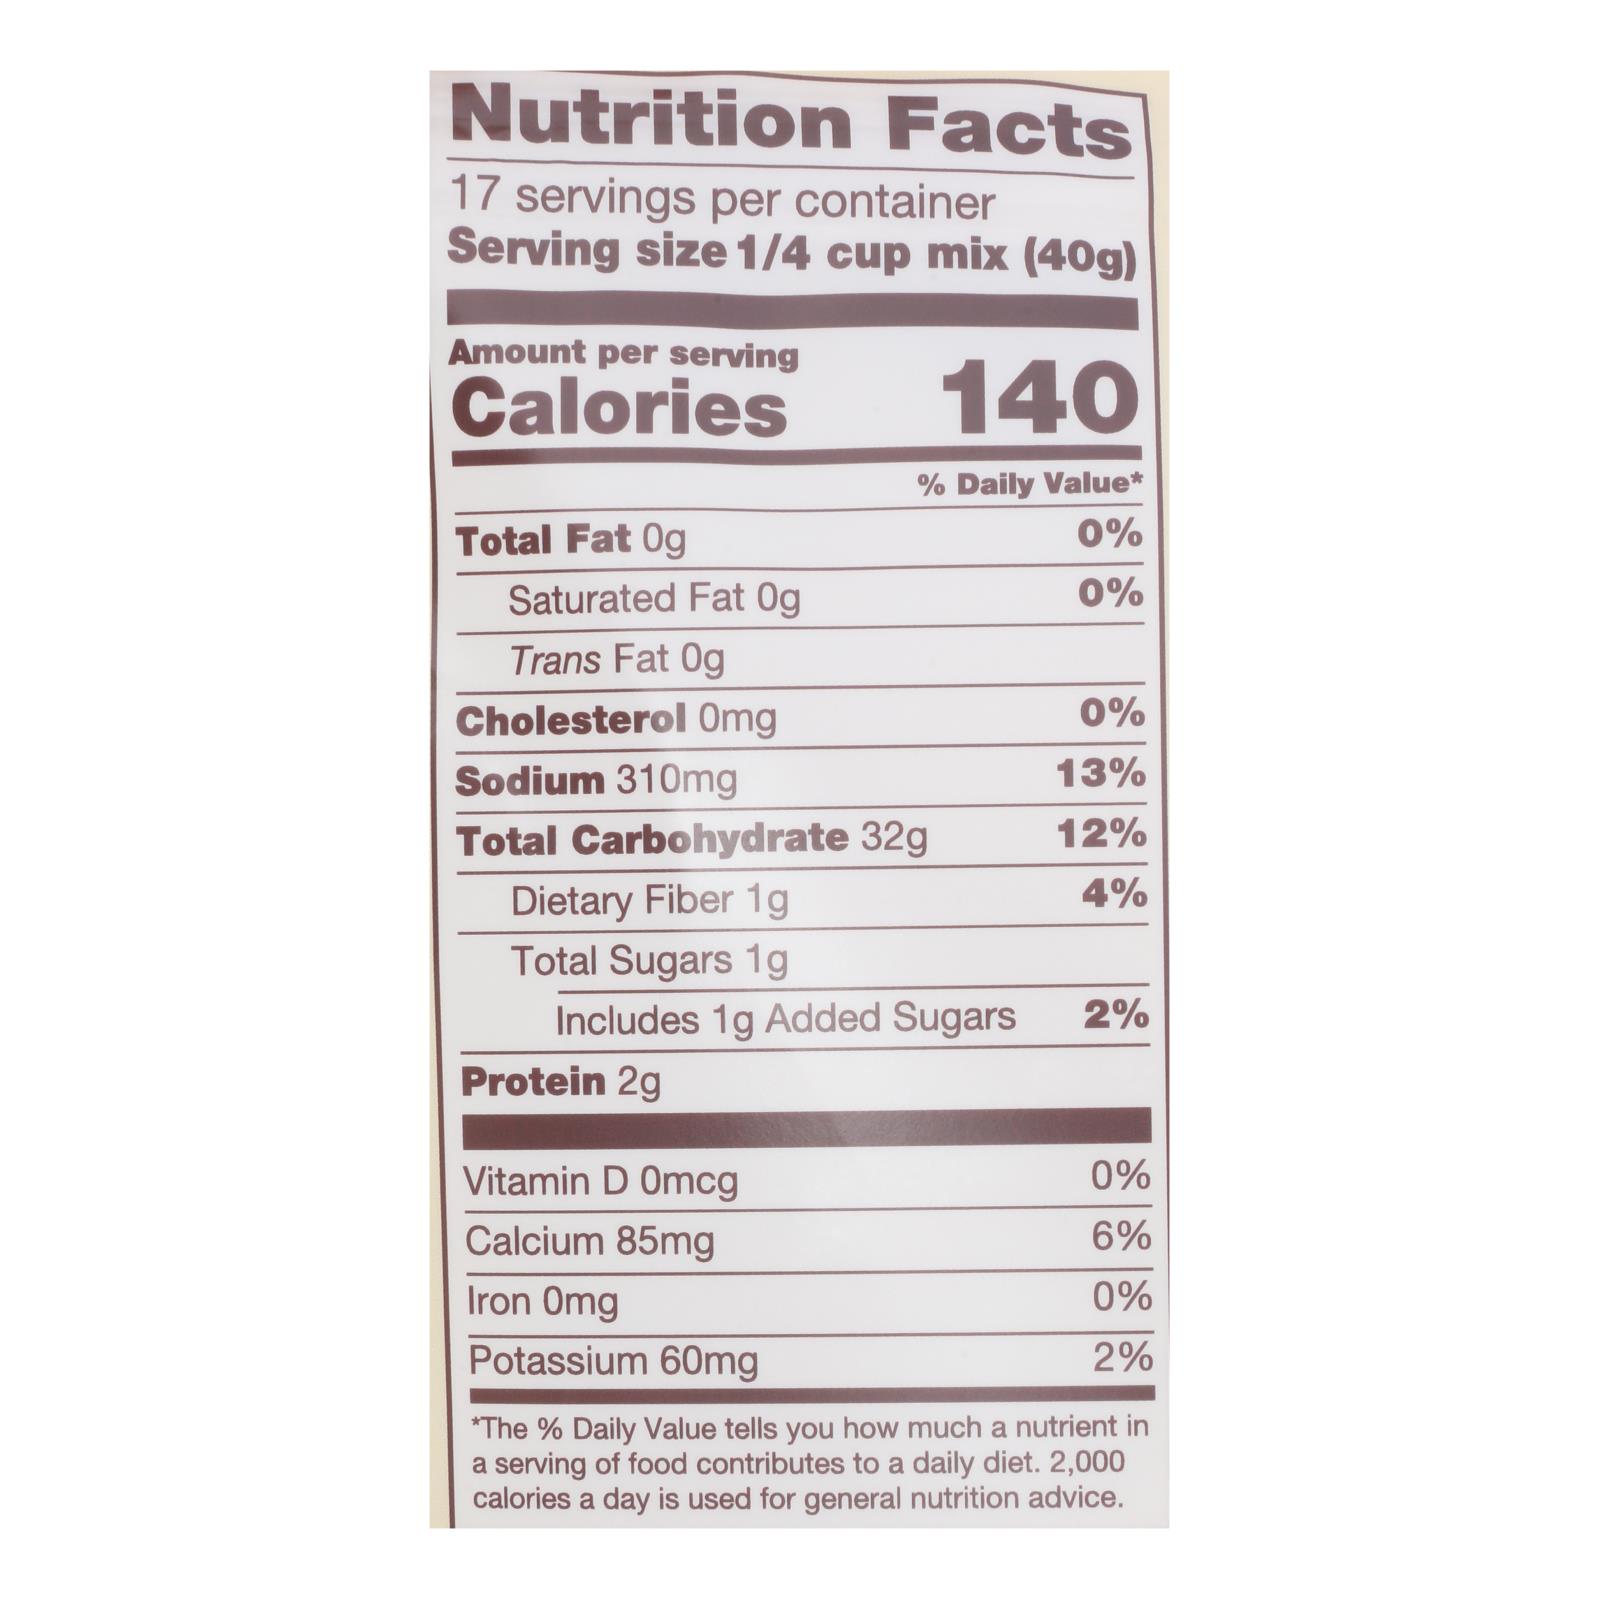 Nutrition Facts
17 servings per container
Serving size 1/4 cup mix (40g)
Amount per serving
Calories 140
% Daily Value*
Total Fat 0g 0%
Saturated Fat 0g 0%
Trans Fat 0g
Cholesterol 0mg 0%
Sodium 310mg 13%
Total Carbohydrate 32g 12%
Dietary Fiber 1g 4%
Total Sugars 1g
Includes 1g Added Sugars 2%
Protein 2g
Vitamin D 0mcg 0%
Calcium 85mg 6%
Iron 0mg 0%
Potassium 60mg 2%
*The % Daily Value tells you how much a nutrient in
a serving of food contributes to a daily diet. 2,000
calories a day is used for general nutrition advice.